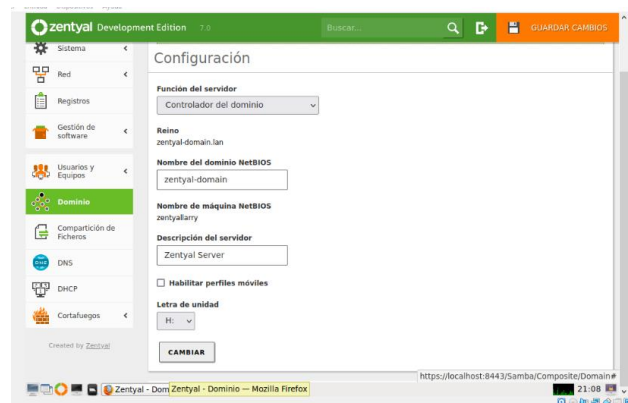 zentyal Development Edition 7.0
Buscar...
GUARDAR CAMBIOS
Sistema
Red
Registros
Gestión de
software
Usuarios y
Equipos
Dominio
Compartición de
Ficheros
DNS
DHCP
Cortafuegos
Created by Zentyal
Configuración
Función del servidor
Controlador del dominio
Reino
zentyal-domain.lan
Nombre del dominio NetBIOS
zentyal-domain
Nombre de máquina NetBIOS
zentyallarry
Descripción del servidor
Zentyal Server
Habilitar perfiles móviles
Letra de unidad
H:
CAMBIAR
https://localhost:8443/Samba/Composite/Domain#
Zentyal - Dom
Zentyal - Dominio — Mozilla Firefox
21:08